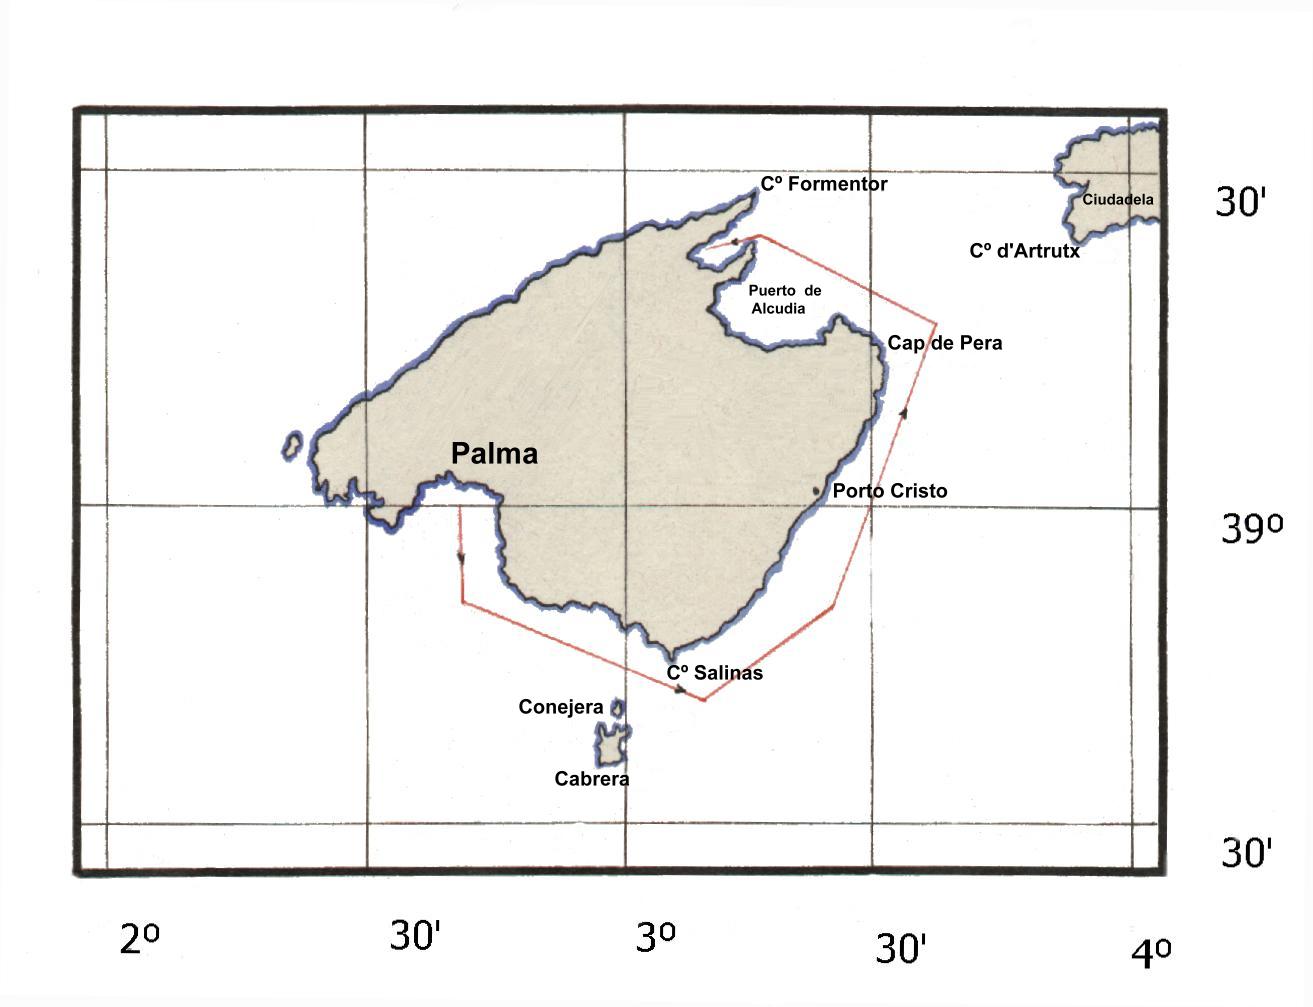 Cº Formentor
Ciudadela
30'
Cº d'Artrutx
Puerto de
Alcudia
Cap de Pera
Palma
Porto Cristo
39º
Cº Salinas
Conejera
Cabrera
30'
2º
30'
3º
30'
4º